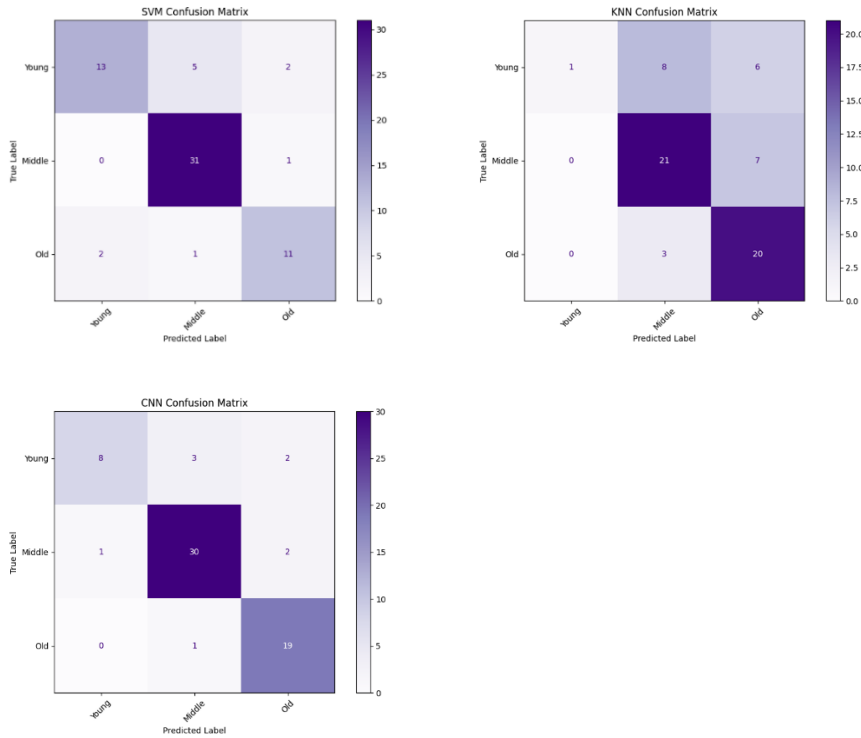 SVM Confusion Matrix
30
25
20
15
10
5
0
Young
Middle
Old
True Label
13 5 2
0 31 1
2 1 11
Young Middle Old
Predicted Label
KNN Confusion Matrix
20.0
17.5
15.0
12.5
10.0
7.5
5.0
2.5
0.0
Young
Middle
Old
True Label
1 8 6
0 21 7
0 3 20
Young Middle Old
Predicted Label
CNN Confusion Matrix
30
25
20
15
10
5
0
Young
Middle
Old
True Label
8 3 2
1 30 2
0 1 19
Young Middle Old
Predicted Label